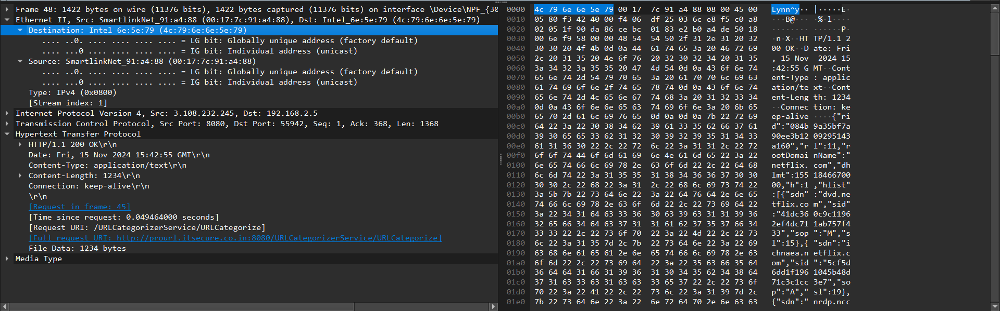 Frame 48: 1422 bytes on wire (11376 bits), 1422 bytes captured (11376 bits) on interface \Device\NPF_{30
Ethernet II, Src: SmartlinkNet_91:a4:88 (00:17:7c:91:a4:88), Dst: Intel_6e:5e:79 (4c:79:6e:6e:5e:79)
Destination: Intel_6e:5e:79 (4c:79:6e:6e:5e:79)
.... ..0. .... .... .... .... = LG bit: Globally unique address (factory default)
.... ...0 .... .... .... .... = IG bit: Individual address (unicast)
Source: SmartlinkNet_91:a4:88 (00:17:7c:91:a4:88)
.... ..0. .... .... .... .... = LG bit: Globally unique address (factory default)
.... ...0 .... .... .... .... = IG bit: Individual address (unicast)
Type: IPv4 (0x0800)
[Stream index: 1]
Internet Protocol Version 4, Src: 3.108.232.245, Dst: 192.168.2.5
Transmission Control Protocol, Src Port: 8080, Dst Port: 55942, Seq: 1, Ack: 368, Len: 1368
Hypertext Transfer Protocol
HTTP/1.1 200 OK\r\n
Date: Fri, 15 Nov 2024 15:42:55 GMT\r\n
Content-Type: application/text\r\n
Content-Length: 1234\r\n
Connection: keep-alive\r\n
\r\n
[Request in frame: 45]
[Time since request: 0.049464000 seconds]
[Request URI: /URLCategorizerService/URLCategorize]
[Full request URI: http://prourl.itsecure.co.in:8080/URLCategorizerService/URLCategorize]
File Data: 1234 bytes
Media Type
0000 4c 79 6e 6e 5e 79 00 17 7c 91 a4 88 08 00 45 00 Lynn^y·· |·····E·
0010 05 80 f3 42 40 00 f4 06 df 25 03 6c e8 f5 c0 a8 ···B@··· ·%·l····
0020 02 05 1f 90 da 86 ce bc 01 83 e2 b0 a4 de 50 18 ········ ······P·
0030 00 6e f9 58 00 00 48 54 54 50 2f 31 2e 31 20 32 ·n·X··HT TP/1.1 2
0040 30 30 20 4f 4b 0d 0a 44 61 74 65 3a 20 46 72 69 00 OK··D ate: Fri
0050 2c 20 31 35 20 4e 6f 76 20 32 30 32 34 20 31 35 , 15 Nov  2024 15
0060 3a 34 32 3a 35 35 20 47 4d 54 0d 0a 43 6f 6e 74 :42:55 G MT··Cont
0070 65 6e 74 2d 54 79 70 65 3a 20 61 70 70 6c 69 63 ent-Type : applic
0080 61 74 69 6f 6e 2f 74 65 78 74 0d 0a 43 6f 6e 74 ation/te xt··Cont
0090 65 6e 74 2d 4c 65 6e 67 74 68 3a 20 31 32 33 34 ent-Leng th: 1234
00a0 0d 0a 43 6f 6e 6e 65 63 74 69 6f 6e 3a 20 6b 65 ··Connec tion: ke
00b0 65 70 2d 61 6c 69 76 65 0d 0a 0d 0a 7b 22 72 69 ep-alive ····{"ri
00c0 64 22 3a 22 30 38 34 62 39 61 33 35 62 66 37 61 d":"084b 9a35bf7a
00d0 39 30 65 65 33 62 31 32 30 39 32 39 35 31 34 33 90ee3b12 09295143
00e0 61 31 36 30 22 2c 22 72 6c 22 3a 31 31 2c 22 72 a160","r l":11,"r
00f0 6f 6f 74 44 6f 6d 61 69 6e 4e 61 6d 65 22 3a 22 ootDomai nName":"
0100 6e 65 74 66 6c 69 78 2e 63 6f 6d 22 2c 22 64 68 netflix. com","dh
0110 6c 6d 74 22 3a 31 35 35 31 38 34 36 36 37 30 30 lmt":155 18466700
0120 30 30 2c 22 68 22 3a 31 2c 22 68 6c 69 73 74 22 00,"h":1 ,"hlist"
0130 3a 5b 7b 22 73 64 6e 22 3a 22 64 76 64 2e 6e 65 :[{"sdn" :"dvd.ne
0140 74 66 6c 69 78 2e 63 6f 6d 22 2c 22 73 69 64 22 tflix.co m","sid"
0150 3a 22 34 31 64 63 33 36 30 63 39 63 31 31 39 36 :"41dc36 0c9c1196
0160 32 65 66 34 64 63 37 31 31 61 62 37 35 37 66 34 2ef4dc71 1ab757f4
0170 33 33 22 2c 22 73 6f 70 22 3a 22 4d 22 2c 22 73 33","sop ":"M","s
0180 6c 22 3a 31 35 7d 2c 7b 22 73 64 6e 22 3a 22 69 l":15},{ "sdn":"i
0190 63 68 6e 61 65 61 2e 6e 65 74 66 6c 69 78 2e 63 chnaea.n etflix.c
01a0 6f 6d 22 2c 22 73 69 64 22 3a 22 35 63 66 35 64 om","sid ":"5cf5d
01b0 36 64 64 31 66 31 39 36 31 30 34 35 62 34 38 64 6dd1f196 1045b48d
01c0 37 31 63 33 63 31 63 63 33 65 37 22 2c 22 73 6f 71c3c1cc 3e7","so
01d0 70 22 3a 22 41 22 2c 22 73 6c 22 3a 31 39 7d 2c p":"A"," sl":19},
01e0 7b 22 73 64 6e 22 3a 22 6e 72 64 70 2e 6e 63 63 {"sdn":" nrdp.ncc